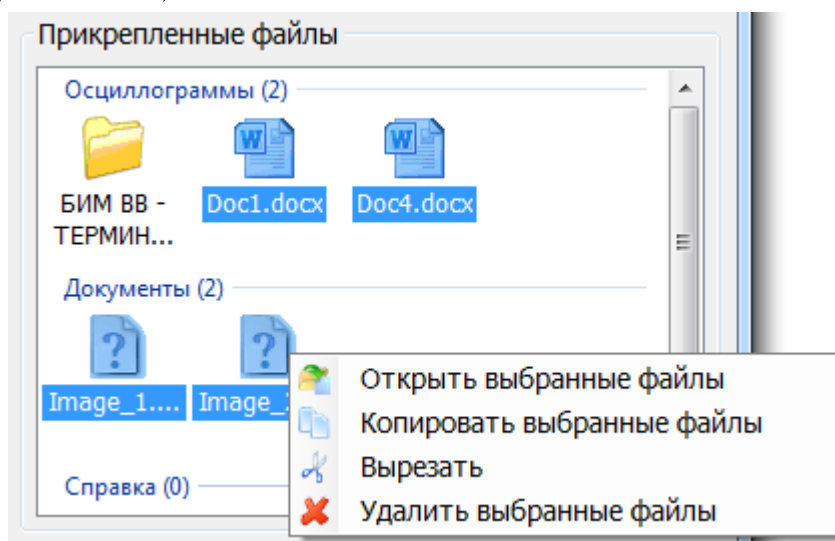 Прикрепленные файлы
Осциллограммы (2)
БИМ ВВ - ТЕРМИН...
Doc1.docx
Doc4.docx
Документы (2)
Image_1....
Image_
Открыть выбранные файлы
Копировать выбранные файлы
Вырезать
Удалить выбранные файлы
Справка (0)